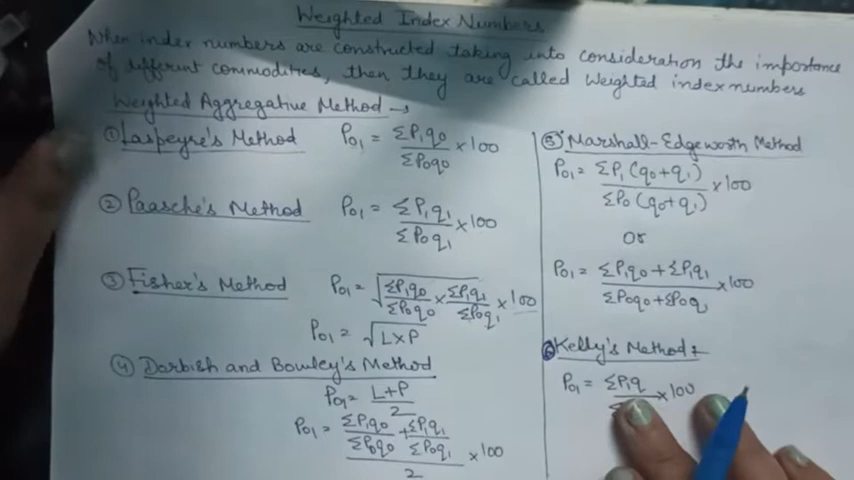 Weighted Index Numbers
When index numbers are constructed taking into consideration the importance
of different commodities, then they are called Weighted index numbers
Weighted Aggregative Method →
① Laspeyre's Method P₀₁ = ΣP₁q₀ / ΣP₀q₀ × 100
② Paasche's Method P₀₁ = ΣP₁q₁ / ΣP₀q₁ × 100
③ Fisher's Method P₀₁ = √(ΣP₁q₀ / ΣP₀q₀ × ΣP₁q₁ / ΣP₀q₁) × 100
P₀₁ = √(L×P)
④ Dorbish and Bowley's Method
P₀₁ = L+P / 2
P₀₁ = (ΣP₁q₀ / ΣP₀q₀ + ΣP₁q₁ / ΣP₀q₁) / 2 × 100
⑤ Marshall-Edgeworth Method
P₀₁ = ΣP₁(q₀+q₁) / ΣP₀(q₀+q₁) × 100
Or
P₀₁ = ΣP₁q₀ + ΣP₁q₁ / ΣP₀q₀ + ΣP₀q₁ × 100
⑥ Kelly's Method
P₀₁ = ΣP₁q / × 100